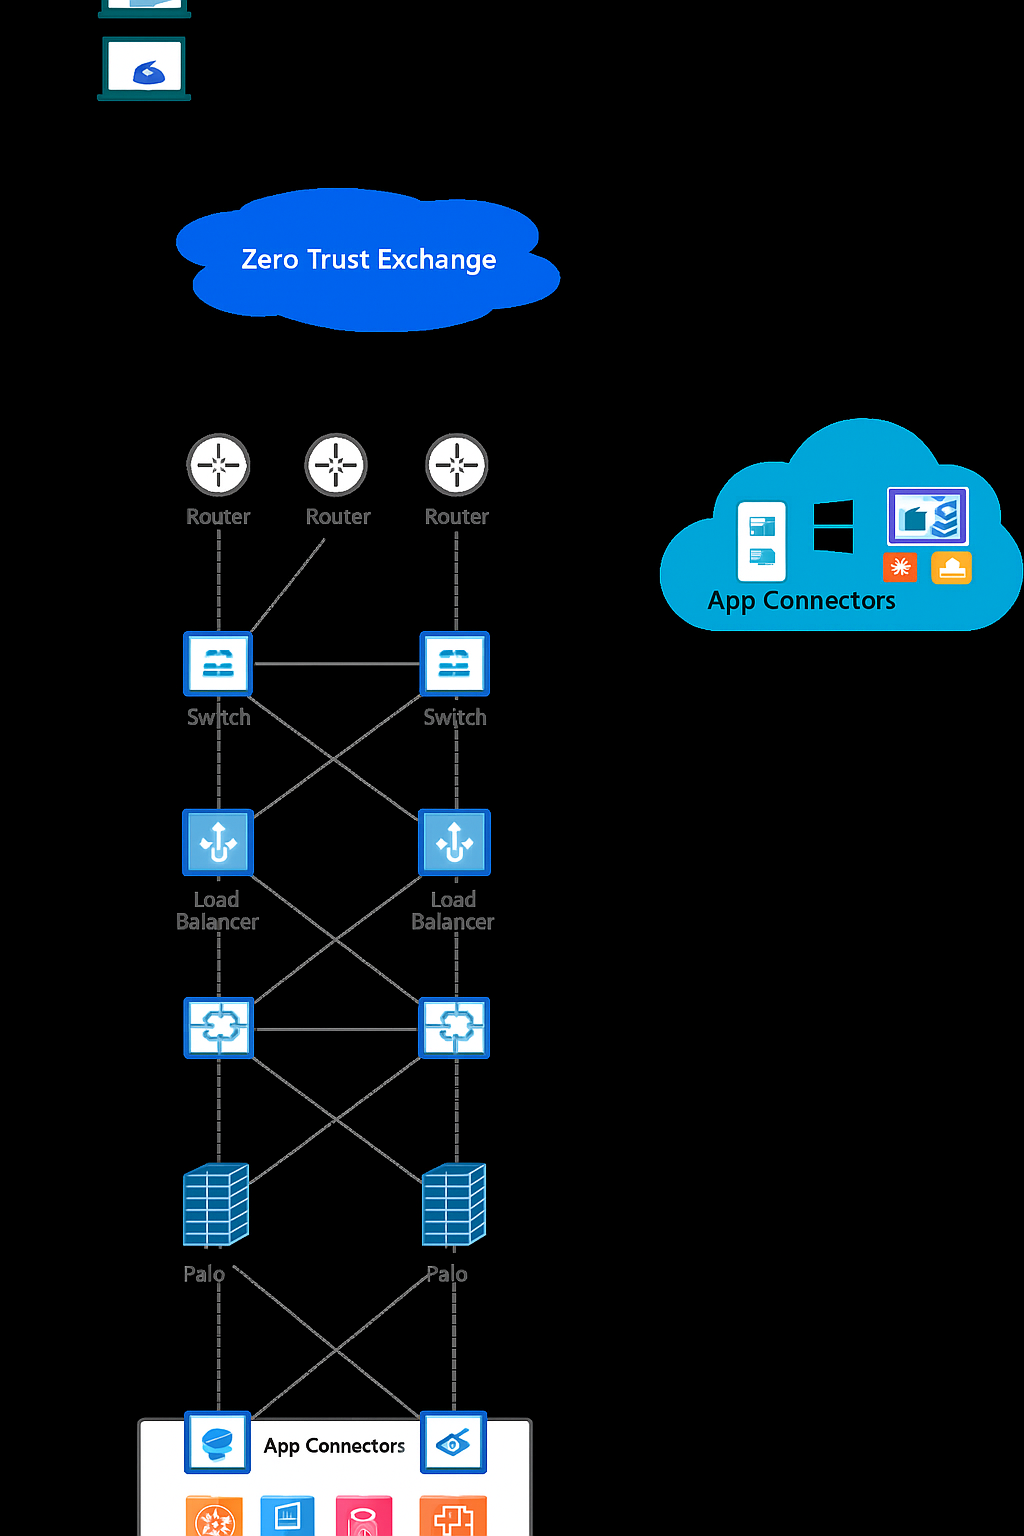 Zero Trust Exchange
Router Router Router
App Connectors
Switch Switch
Load Balancer Load Balancer
Palo Palo
App Connectors